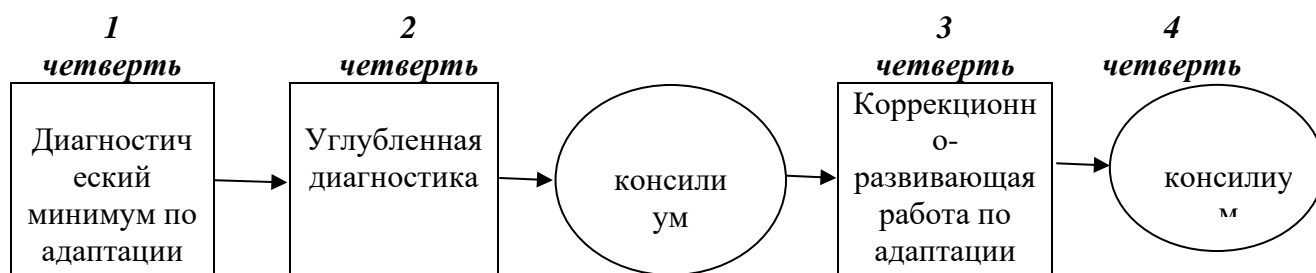 1
четверть
2
четверть
3
четверть
4
четверть
Диагностич
еский
минимум по
адаптации
Углубленная
диагностика
консили
ум
Коррекционн
о-
развивающая
работа по
адаптации
консилиу
м